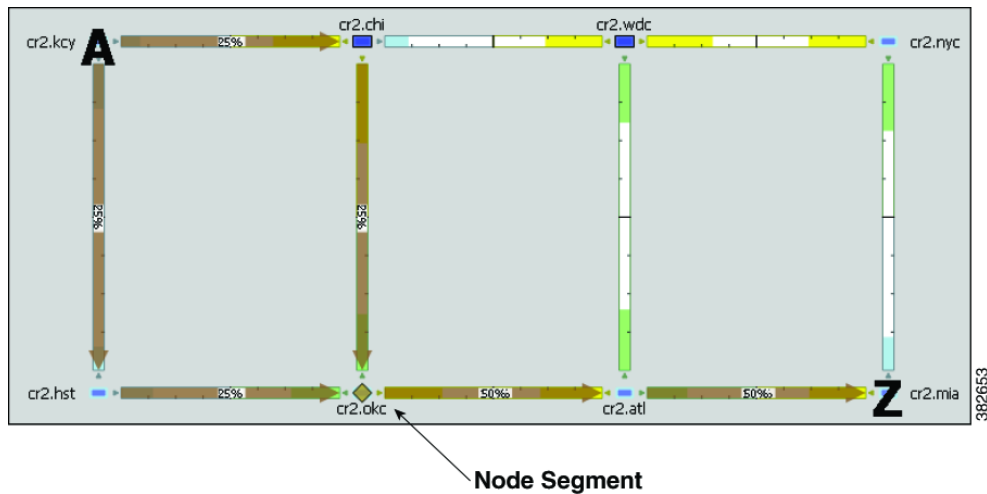 cr2.chi
cr2.wdc
cr2.kcy
A
25%
cr2.nyc
25%
25%
cr2.hst
25%
cr2.okc
50%
cr2.atl
50%
Z
cr2.mia
382653
Node Segment